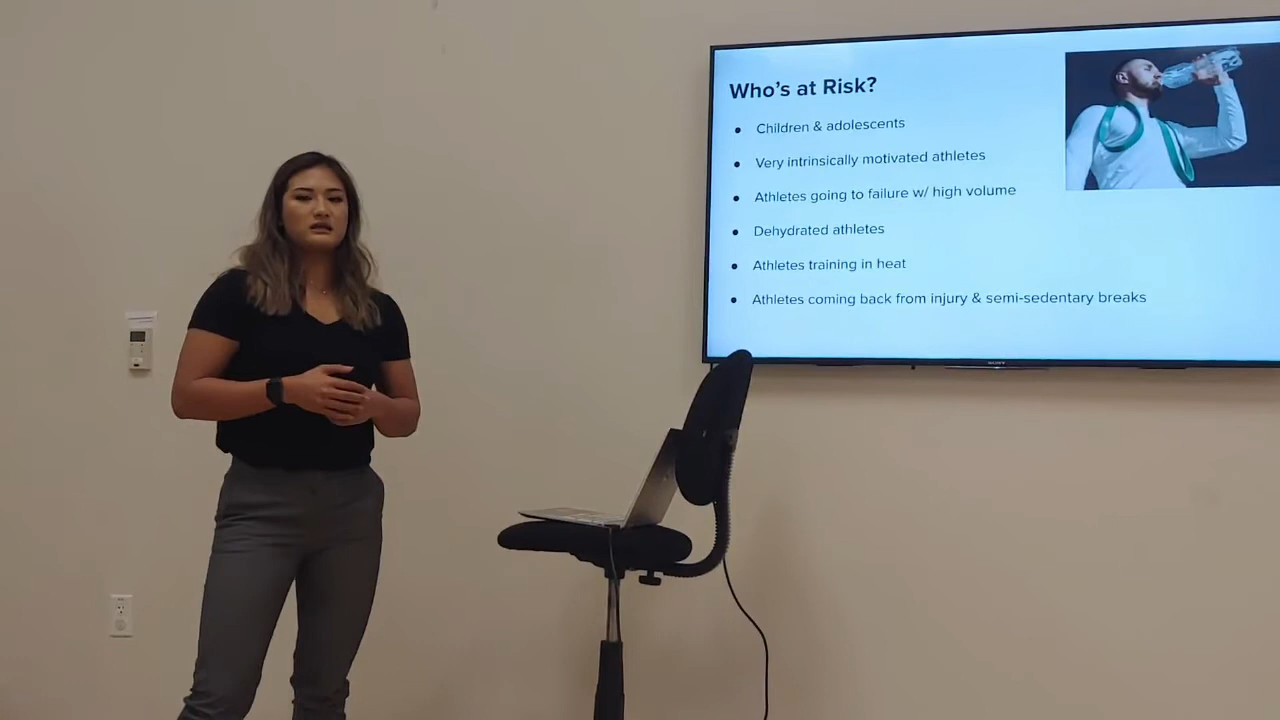 Who's at Risk?
Children & adolescents
Very intrinsically motivated athletes
Athletes going to failure w/ high volume
Dehydrated athletes
Athletes training in heat
Athletes coming back from injury & semi-sedentary breaks
SONY